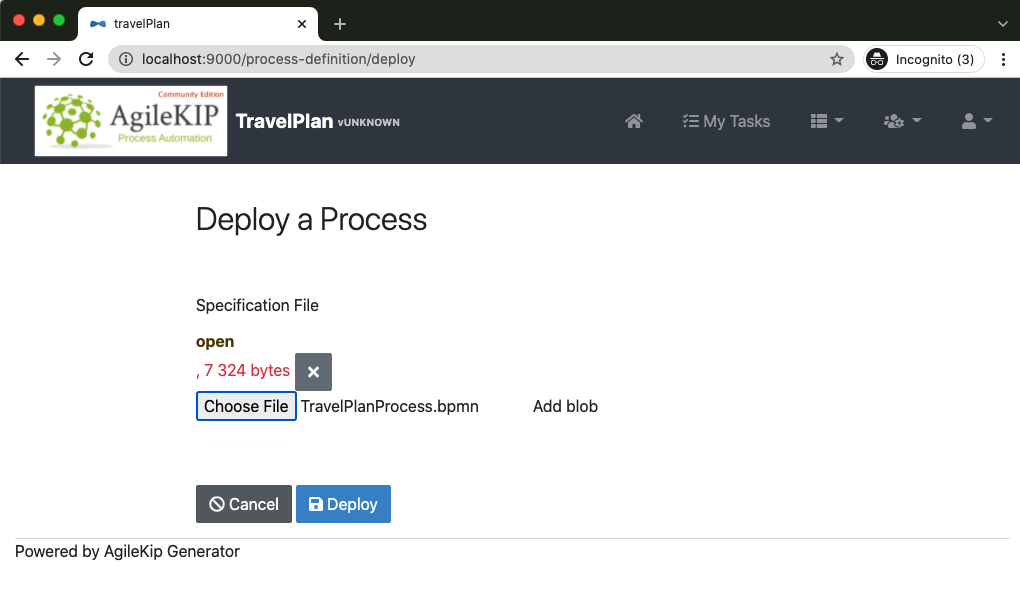 travelPlan
localhost:9000/process-definition/deploy
Incognito (3)
Community Edition
AgileKIP
Process Automation
TravelPlan vUNKNOWN
My Tasks
Deploy a Process
Specification File
open
, 7 324 bytes
Choose File TravelPlanProcess.bpmn Add blob
Cancel Deploy
Powered by AgileKip Generator